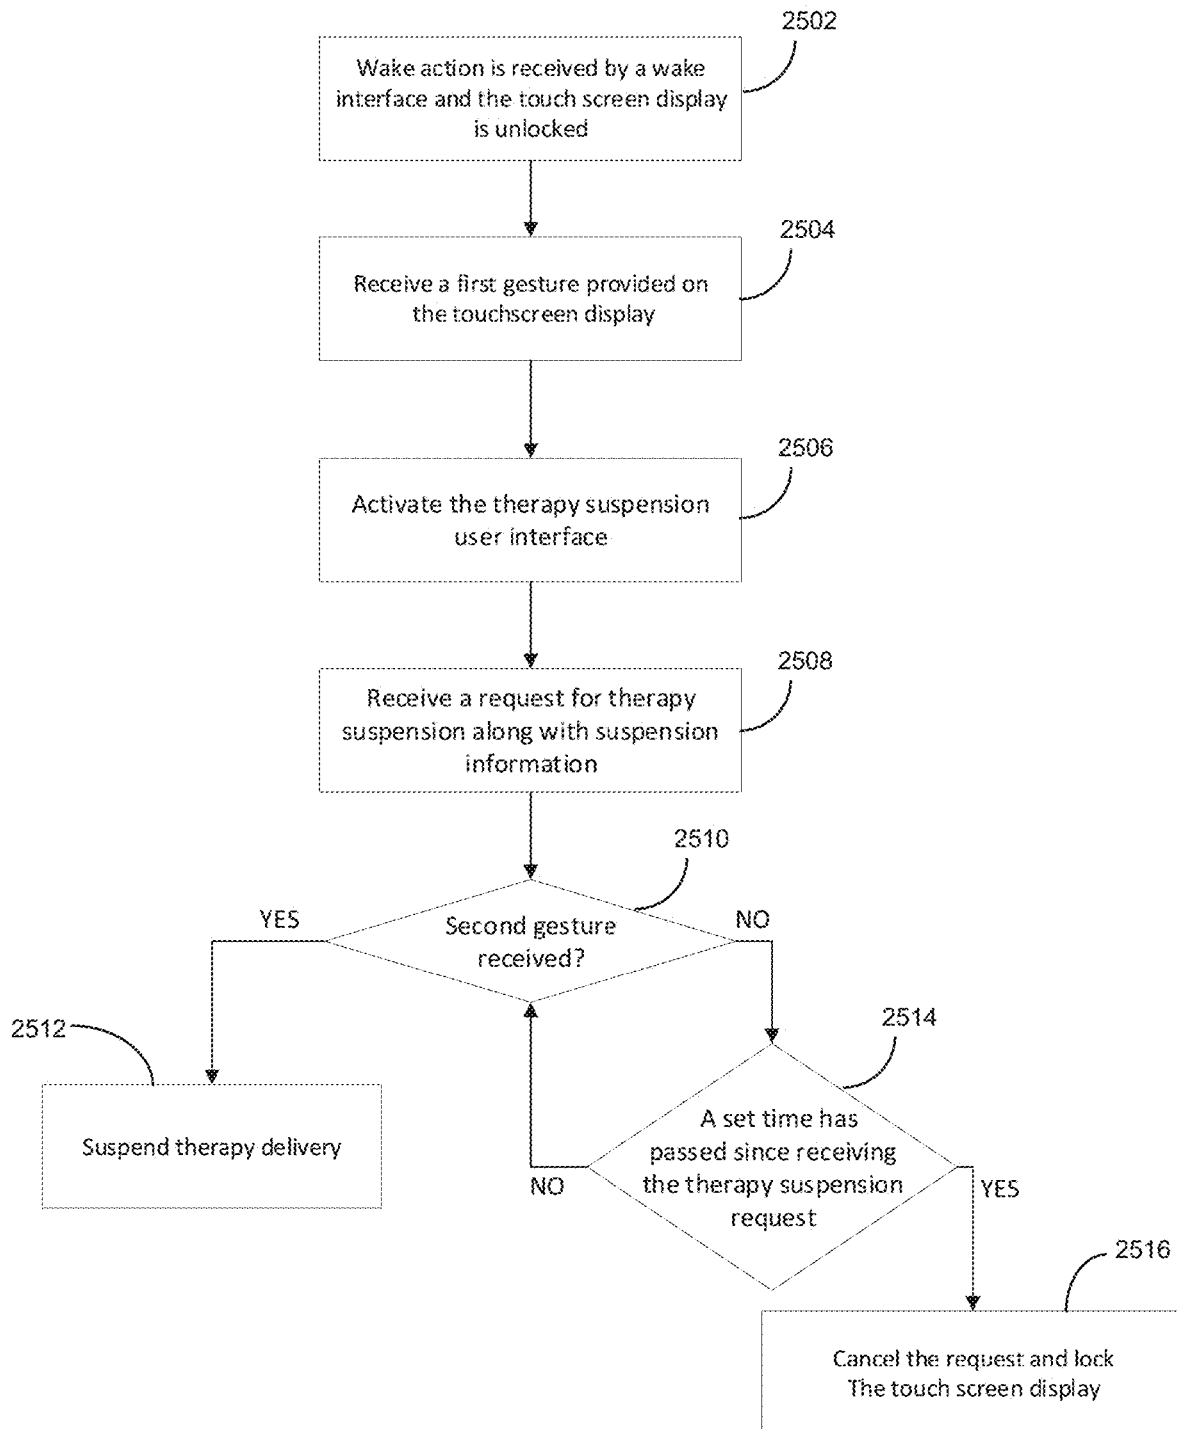 2502
Wake action is received by a wake
interface and the touch screen display
is unlocked
2504
Receive a first gesture provided on
the touchscreen display
2506
Activate the therapy suspension
user interface
2508
Receive a request for therapy
suspension along with suspension
information
2510
YES
Second gesture
received?
NO
2512
Suspend therapy delivery
2514
A set time has
passed since receiving
the therapy suspension
request
NO
YES
2516
Cancel the request and lock
The touch screen display